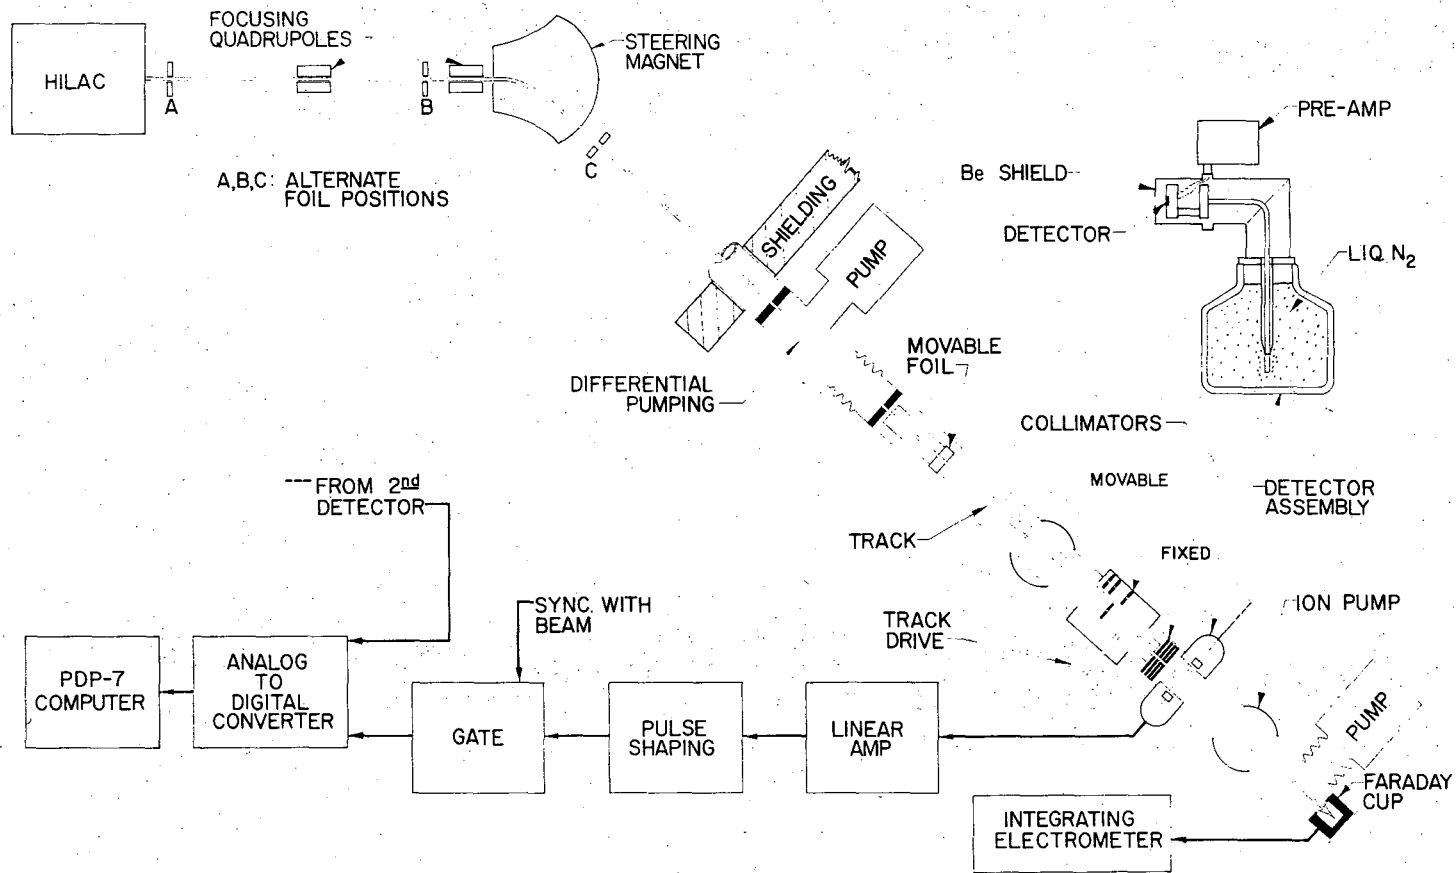 FOCUSING
QUADRUPOLES
STEERING
MAGNET
HILAC
A
B
C
A,B,C: ALTERNATE
FOIL POSITIONS
PRE-AMP
Be SHIELD
DETECTOR
LIQ. N2
SHIELDING
PUMP
MOVABLE
FOIL
DIFFERENTIAL
PUMPING
COLLIMATORS
MOVABLE
DETECTOR
ASSEMBLY
FROM 2nd
DETECTOR
TRACK
FIXED
SYNC. WITH
BEAM
TRACK
DRIVE
ION PUMP
PDP-7
COMPUTER
ANALOG
TO
DIGITAL
CONVERTER
GATE
PULSE
SHAPING
LINEAR
AMP
PUMP
FARADAY
CUP
INTEGRATING
ELECTROMETER